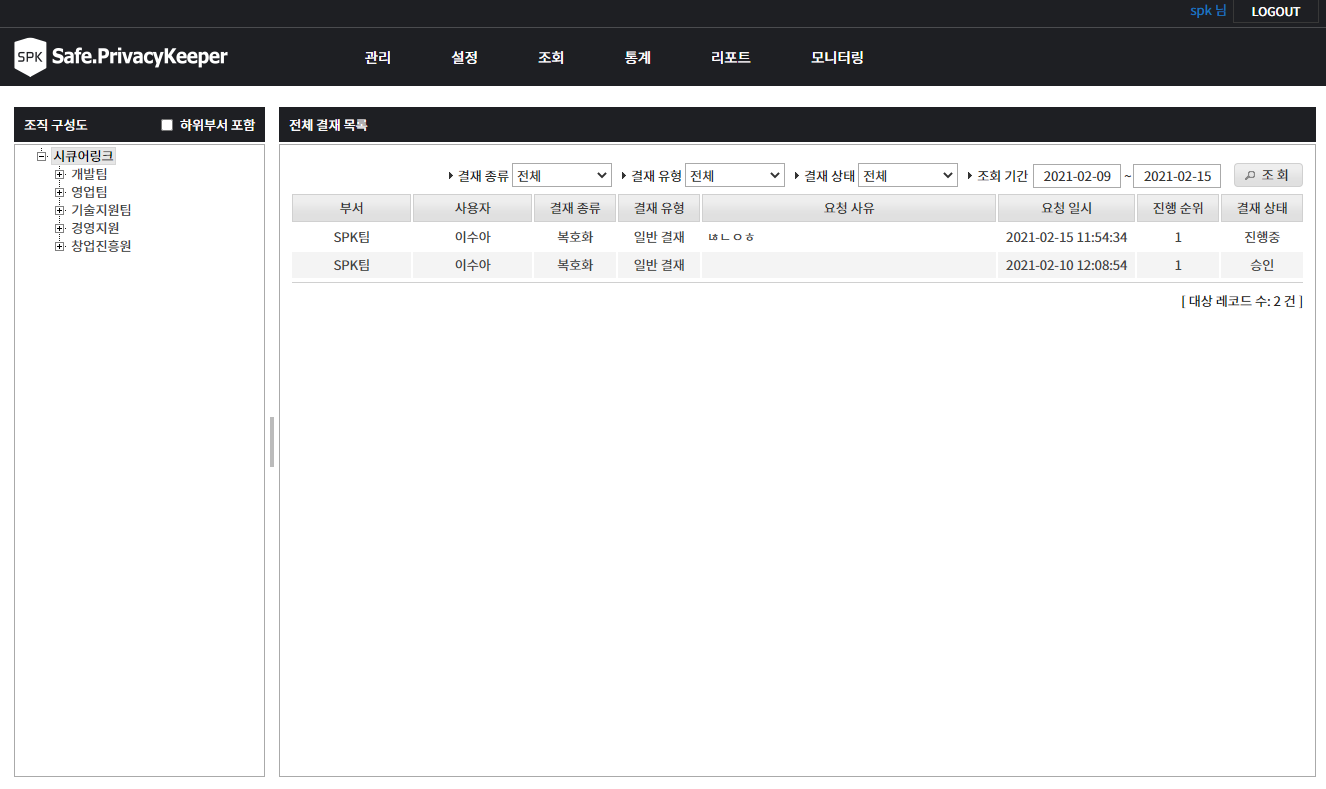 spk 님 LOGOUT
SPK Safe.PrivacyKeeper 관리 설정 조회 통계 리포트 모니터링
조직 구성도 하위부서 포함
시큐어링크
개발팀
영업팀
기술지원팀
경영지원
창업진흥원
전체 결재 목록
결재 종류 전체 결재 유형 전체 결재 상태 전체 조회 기간 2021-02-09 ~ 2021-02-15 조회
부서 사용자 결재 종류 결재 유형 요청 사유 요청 일시 진행 순위 결재 상태
SPK팀 이수아 복호화 일반 결재 2021-02-15 11:54:34 1 진행중
SPK팀 이수아 복호화 일반 결재 2021-02-10 12:08:54 1 승인
[ 대상 레코드 수: 2 건 ]